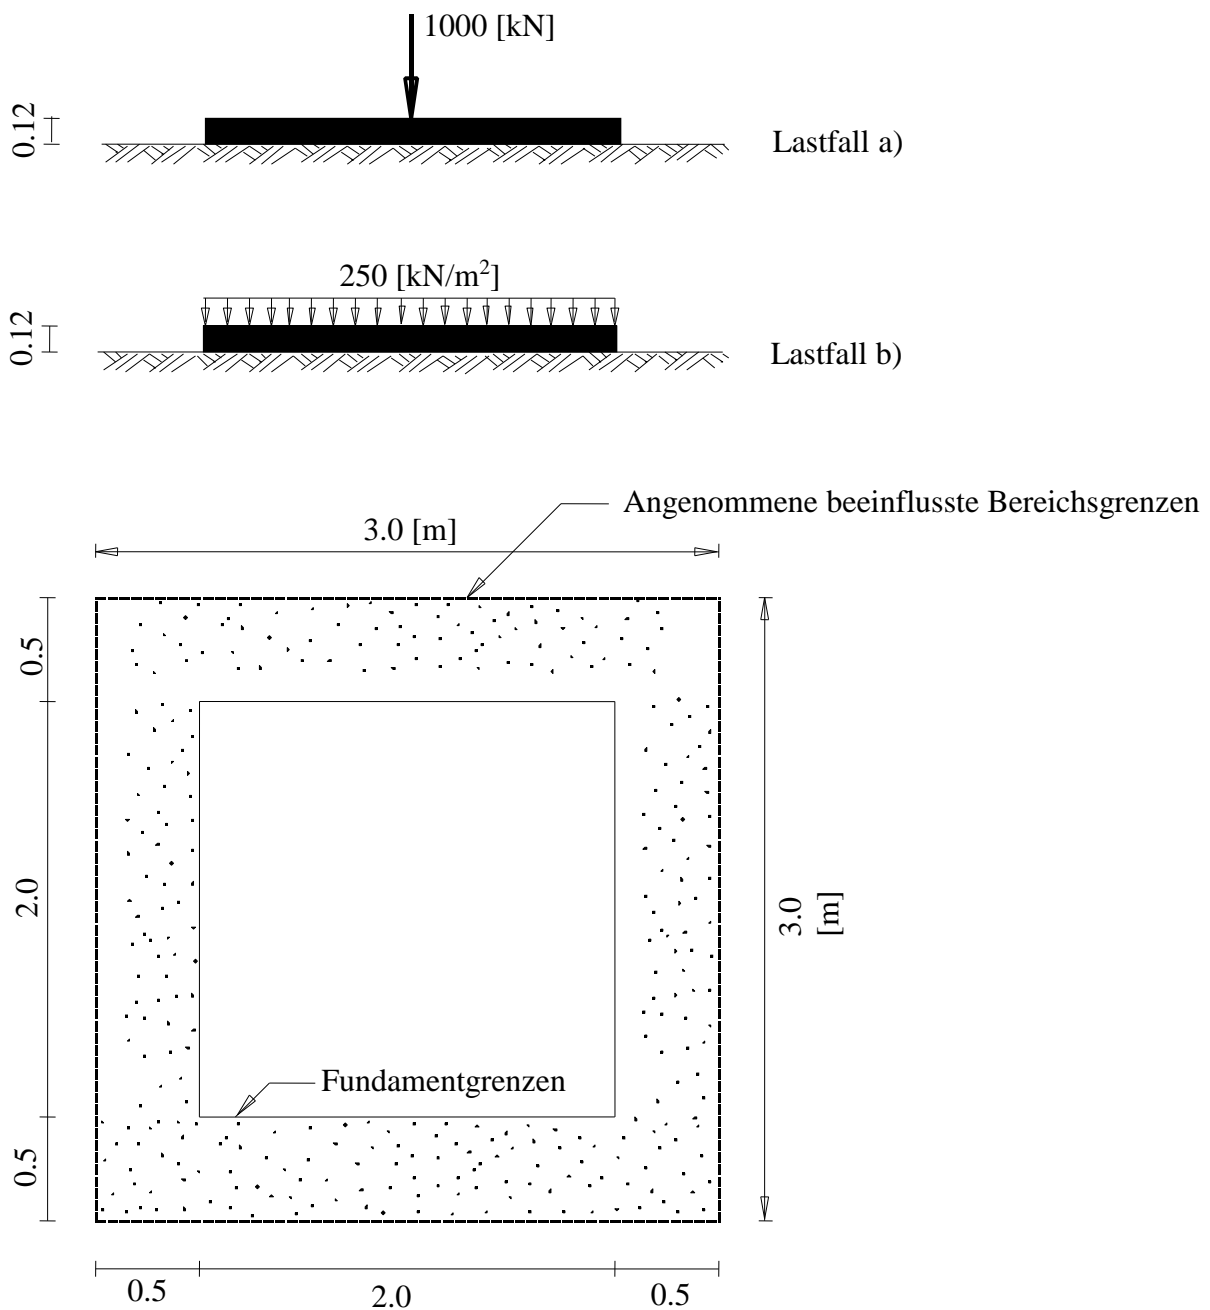 1000 [kN]
0.12
Lastfall a)
250 [kN/m²]
0.12
Lastfall b)
Angenommene beeinflusste Bereichsgrenzen
3.0 [m]
0.5
2.0
3.0
[m]
Fundamentgrenzen
0.5
0.5
2.0
0.5